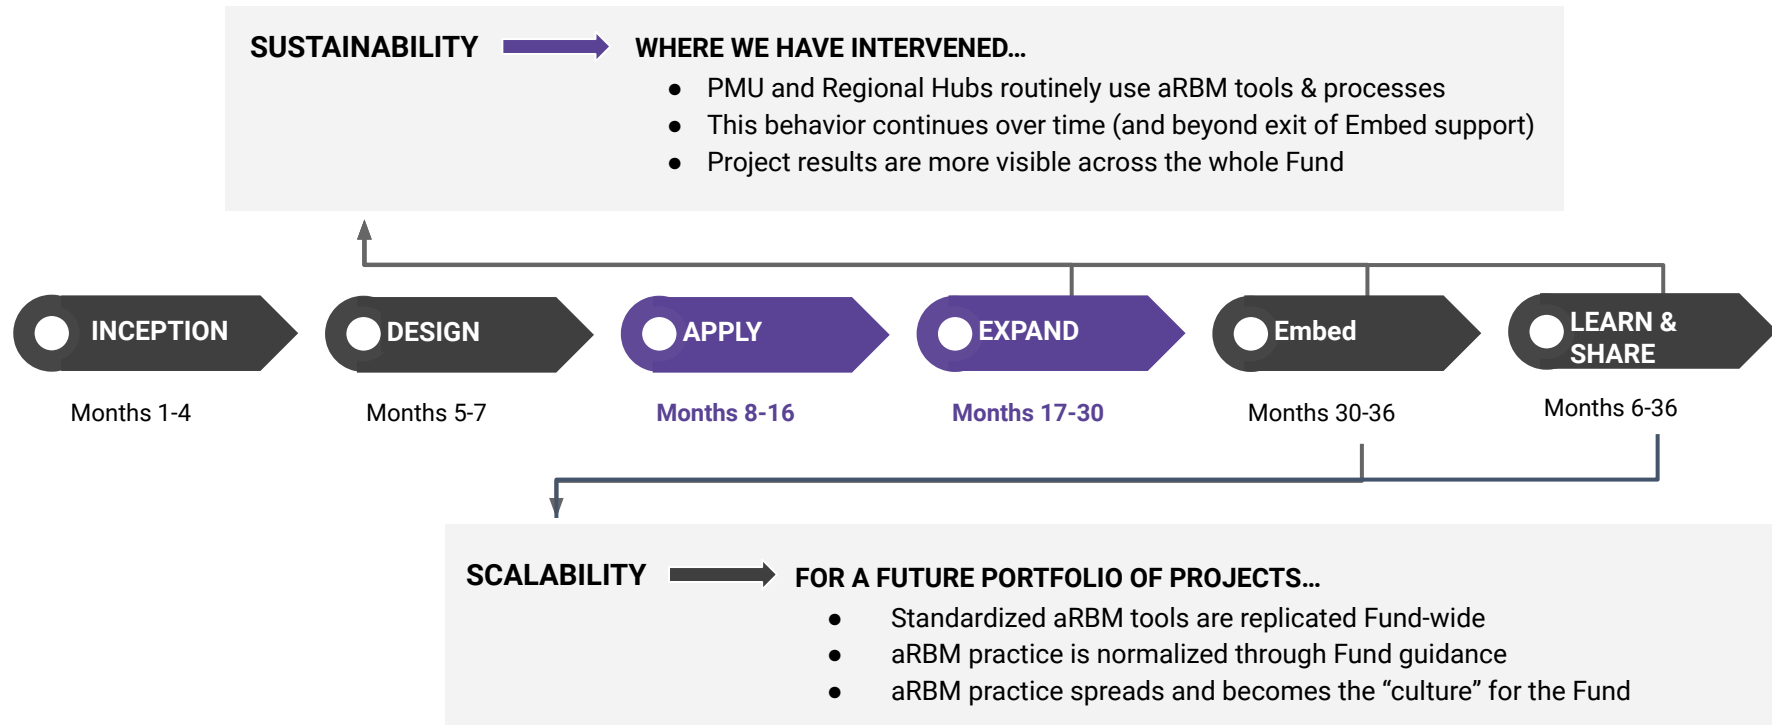 SUSTAINABILITY
WHERE WE HAVE INTERVENED…
● PMU and Regional Hubs routinely use aRBM tools & processes
● This behavior continues over time (and beyond exit of Embed support)
● Project results are more visible across the whole Fund
INCEPTION
DESIGN
APPLY
EXPAND
Embed
LEARN &
SHARE
Months 1-4
Months 5-7
Months 8-16
Months 17-30
Months 30-36
Months 6-36
SCALABILITY
FOR A FUTURE PORTFOLIO OF PROJECTS…
● Standardized aRBM tools are replicated Fund-wide
● aRBM practice is normalized through Fund guidance
● aRBM practice spreads and becomes the “culture” for the Fund